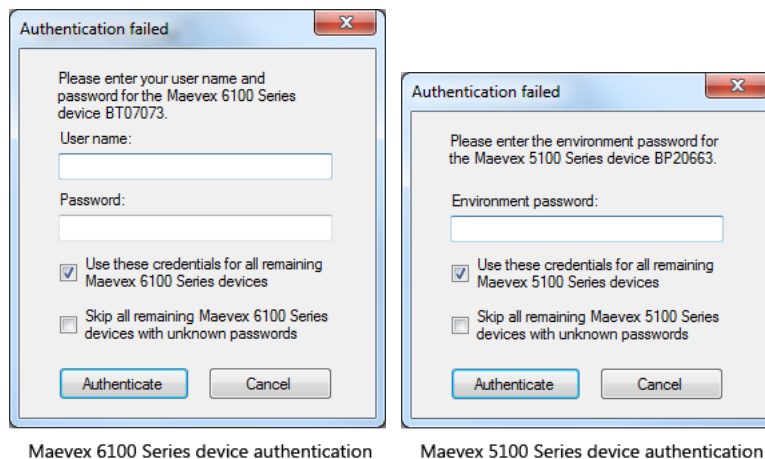 Authentication failed
Please enter your user name and
password for the Maevex 6100 Series
device BT07073.
User name:
Password:
Use these credentials for all remaining
Maevex 6100 Series devices
Skip all remaining Maevex 6100 Series
devices with unknown passwords
Authenticate Cancel
Maevex 6100 Series device authentication
Authentication failed
Please enter the environment password for
the Maevex 5100 Series device BP20663.
Environment password:
Use these credentials for all remaining
Maevex 5100 Series devices
Skip all remaining Maevex 5100 Series
devices with unknown passwords
Authenticate Cancel
Maevex 5100 Series device authentication